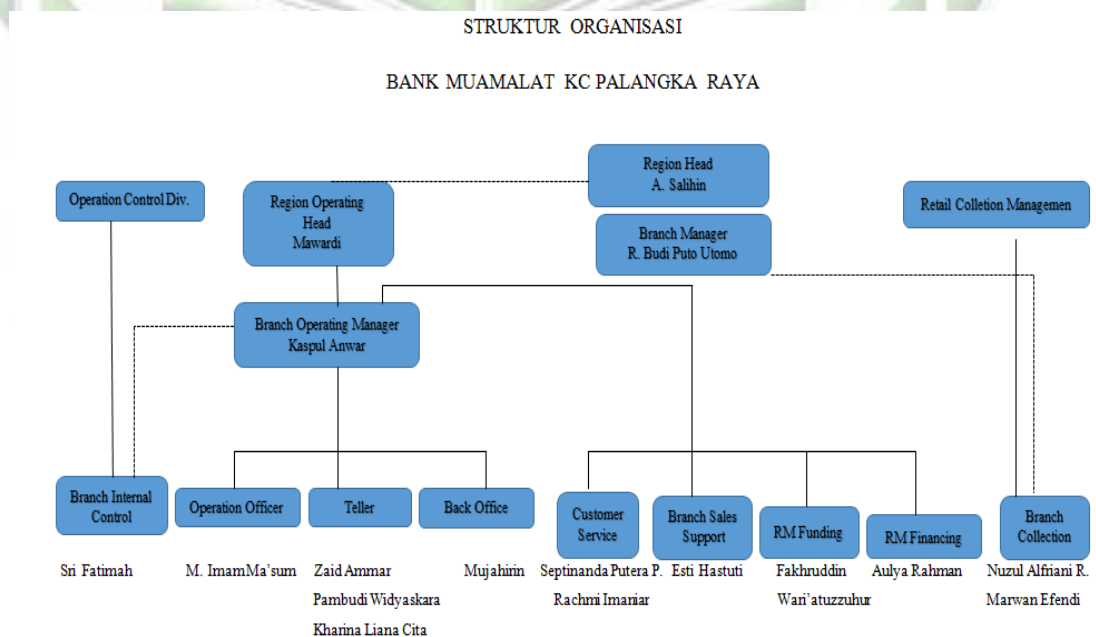 STRUKTUR ORGANISASI
BANK MUAMALAT KC PALANGKA RAYA
Region Head
A. Salihin
Operation Control Div.
Region Operating
Head
Mawardi
Retail Colletion Managemen
Branch Manager
R. Budi Puto Utomo
Branch Operating Manager
Kaspul Anwar
Branch Internal
Control
Operation Officer
Teller
Back Office
Customer
Service
Branch Sales
Support
RM Funding
RM Financing
Branch
Collection
Sri Fatimah
M. Imam Ma'sum
Zaid Ammar
Pambudi Widyaskara
Kharina Liana Cita
Mujahirin
Septinanda Putera P.
Rachmi Imaniar
Esti Hastuti
Fakhruddin
Wari'atuzzuhur
Aulya Rahman
Nuzul Alfriani R.
Marwan Efendi